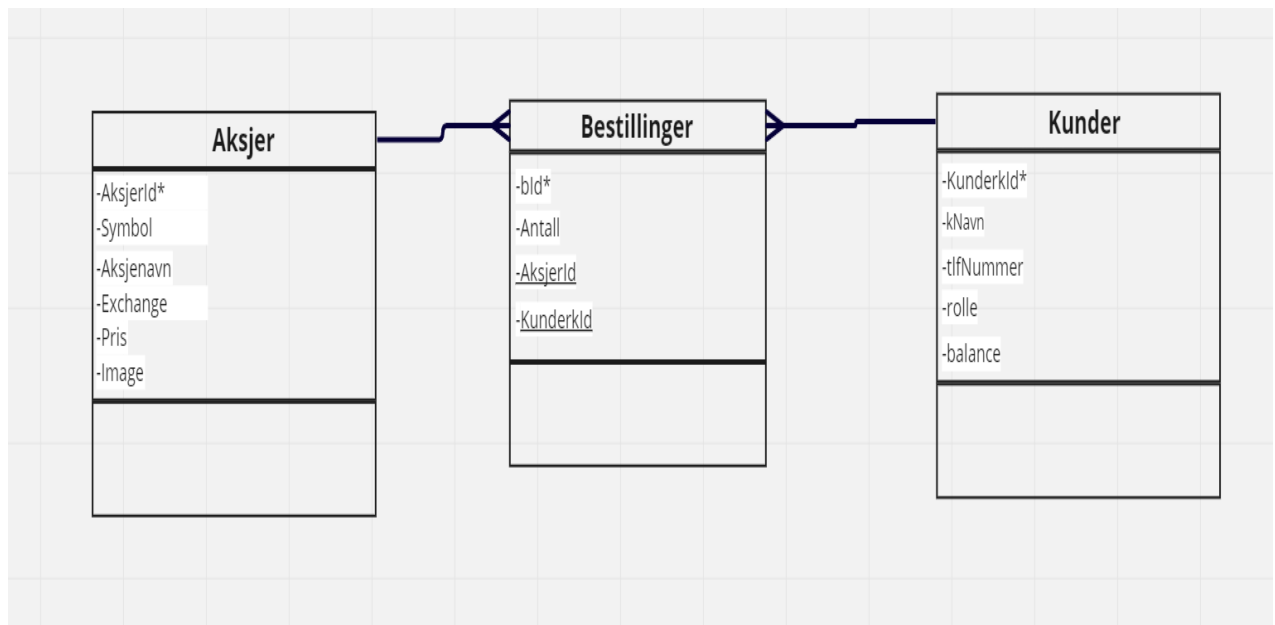 Aksjer
-AksjerId*
-Symbol
-Aksjenavn
-Exchange
-Pris
-Image
Bestillinger
-bId*
-Antall
-AksjerId
-KunderkId
Kunder
-KunderkId*
-kNavn
-tlfNummer
-rolle
-balance